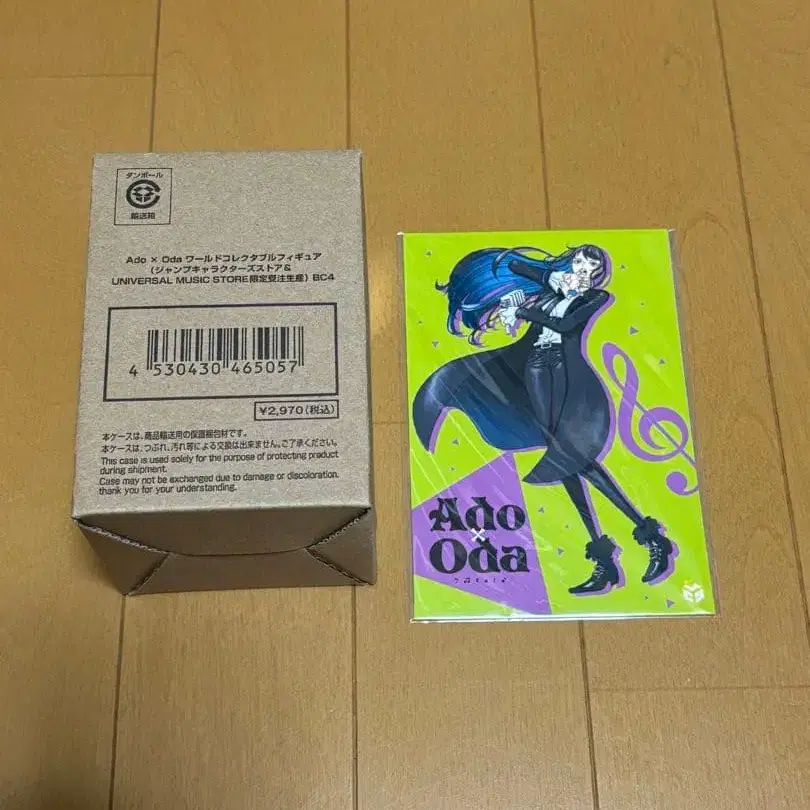 ダンボール
輸送箱
Ado × Oda ワールドコレクタブルフィギュア
(ジャンプキャラクターズストア&
UNIVERSAL MUSIC STORE限定受注生産) BC4
4 530430 465057
¥2,970(税込)
本ケースは、商品輸送用の保護梱包材です。
本ケースは、つぶれ、汚れ等による交換は出来ません。ご了承ください。
This case is used solely for the purpose of protecting product
during shipment.
Case may not be exchanged due to damage or discoloration.
thank you for your understanding.
Ado
×
Oda